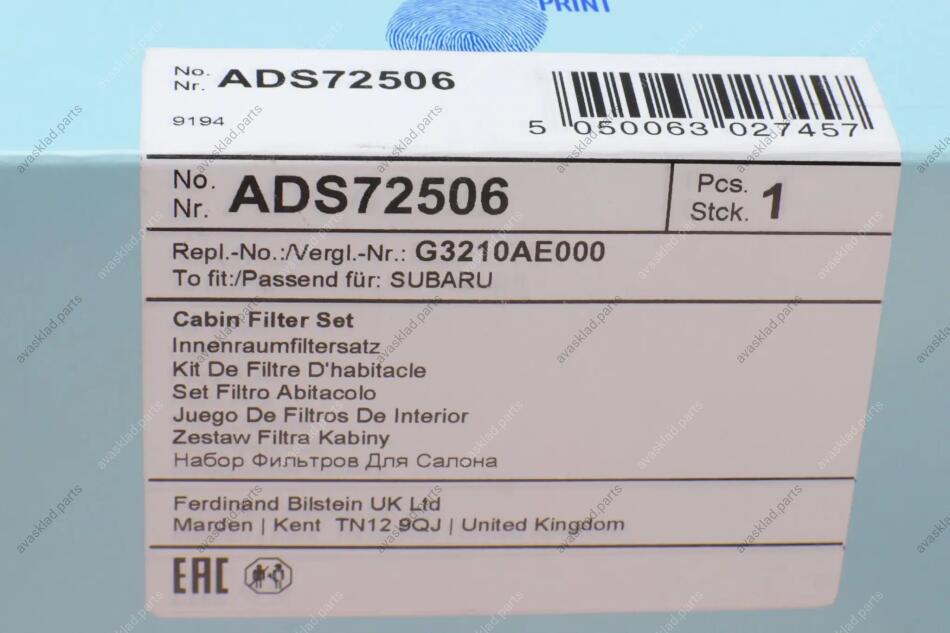 PRINT
No. ADS72506
Nr.
9194
5 050063 027457
No. ADS72506
Nr.
Pcs. 1
Stck.
Repl.-No.:/Vergl.-Nr.: G3210AE000
To fit:/Passend für: SUBARU
Cabin Filter Set
Innenraumfiltersatz
Kit De Filtre D'habitacle
Set Filtro Abitacolo
Juego De Filtros De Interior
Zestaw Filtra Kabiny
Набор Фильтров Для Салона
Ferdinand Bilstein UK Ltd
Marden | Kent TN12 9QJ | United Kingdom
EAC
avasklad.parts